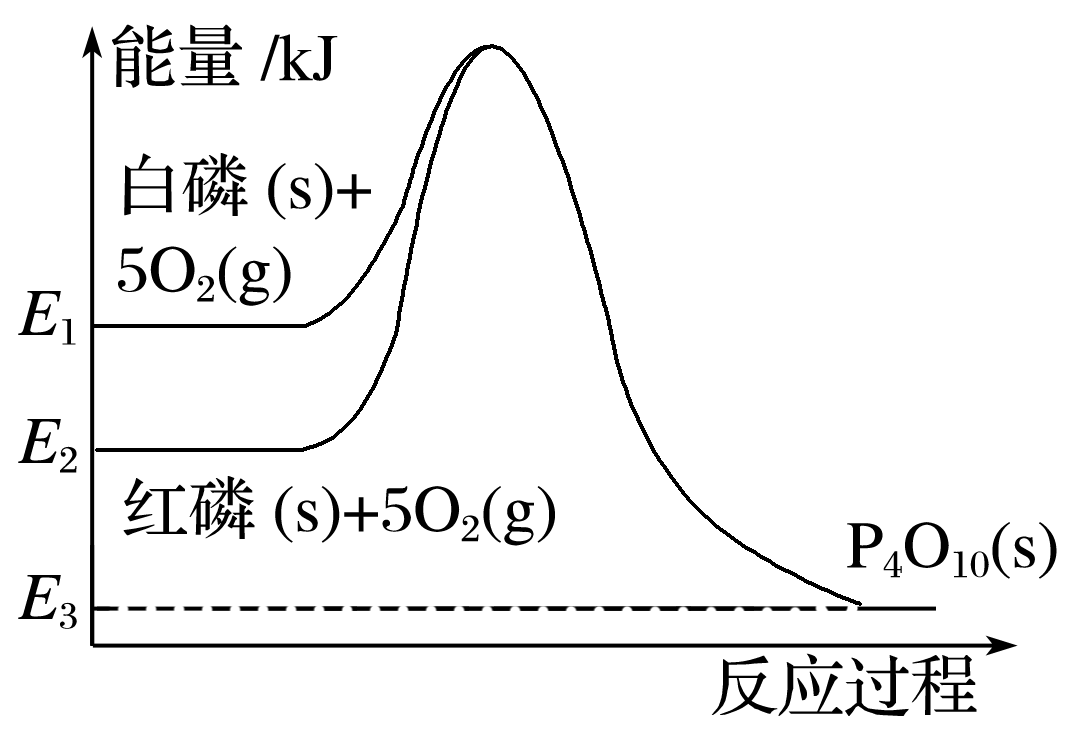 能量/kJ
白磷(s)+
5O₂(g)
E₁
E₂
红磷(s)+5O₂(g)
P₄O₁₀(s)
E₃
反应过程